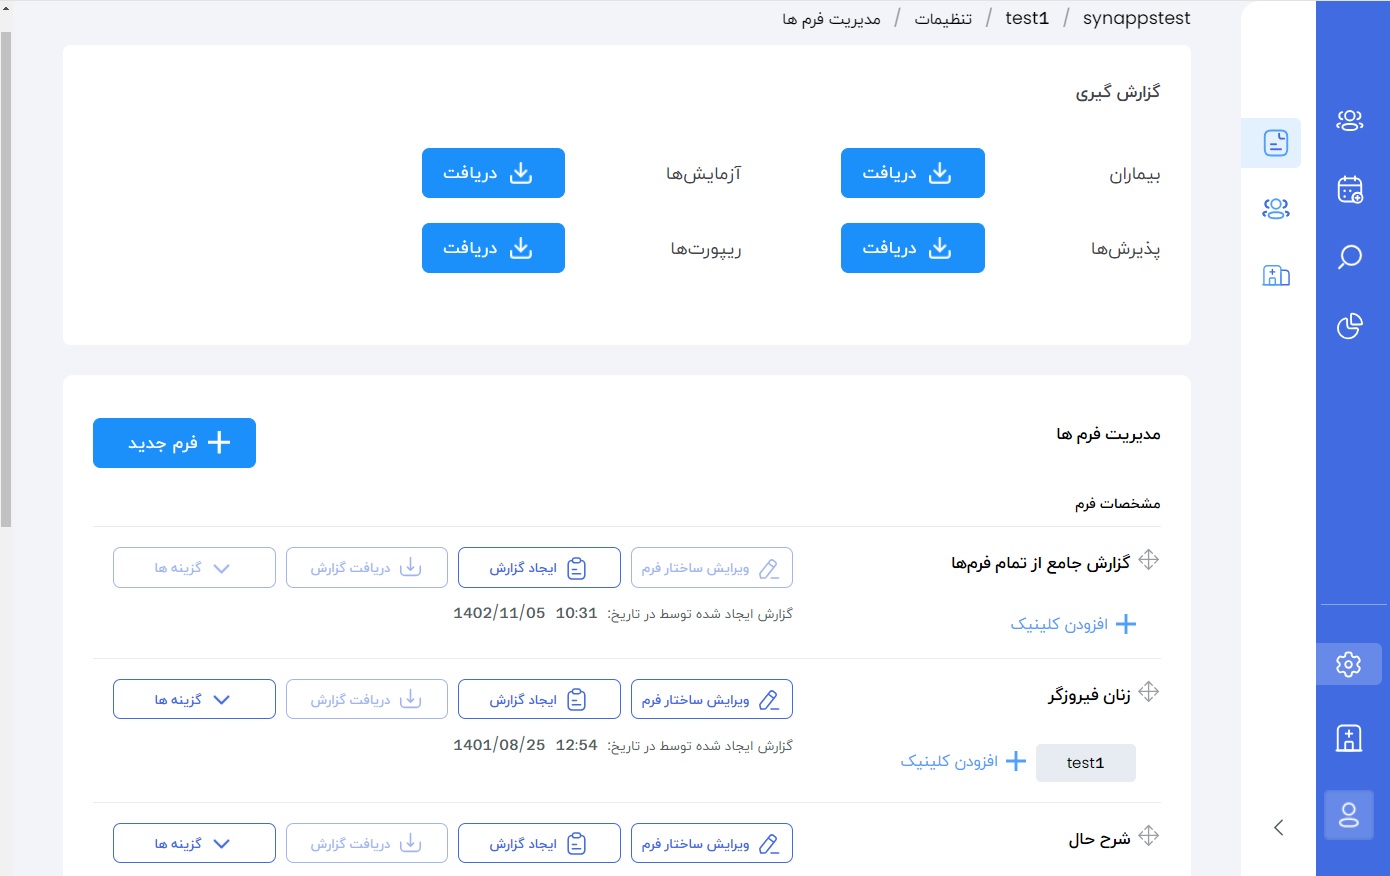 synappstest / test1 / تنظیمات / مدیریت فرم ها
گزارش گیری
بیماران دریافت آزمایش‌ها دریافت
پذیرش‌ها دریافت ریپورت‌ها دریافت
مدیریت فرم ها فرم جدید
مشخصات فرم
گزارش جامع از تمام فرم‌ها ویرایش ساختار فرم ایجاد گزارش دریافت گزارش گزینه ها
گزارش ایجاد شده توسط در تاریخ: 10:31 1402/11/05
افزودن کلینیک
زنان فیروزگر ویرایش ساختار فرم ایجاد گزارش دریافت گزارش گزینه ها
گزارش ایجاد شده توسط در تاریخ: 12:54 1401/08/25
test1 افزودن کلینیک
شرح حال ویرایش ساختار فرم ایجاد گزارش دریافت گزارش گزینه ها